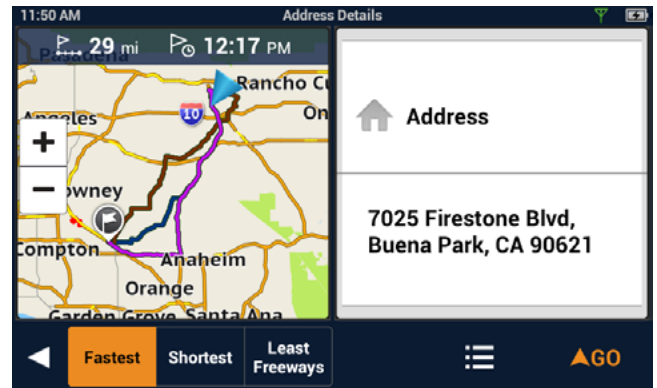 11:50 AM
Address Details
29 mi
12:17 PM
Pasadena
Rancho Cu
Angeles
10
On
+
−
owney
Compton
Anaheim
Orange
Garden Grove
Santa Ana
Address
7025 Firestone Blvd,
Buena Park, CA 90621
Fastest
Shortest
Least
Freeways
GO